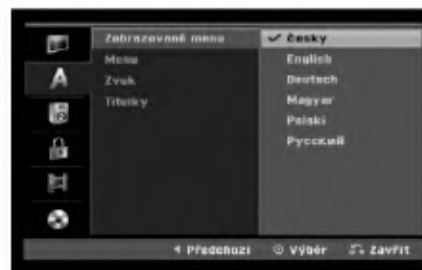 Zobrazované menu
Menu
Zvuk
Titulky
✓ Česky
English
Deutsch
Magyar
Polski
Русский
Předchozí
Výběr
Zavřít